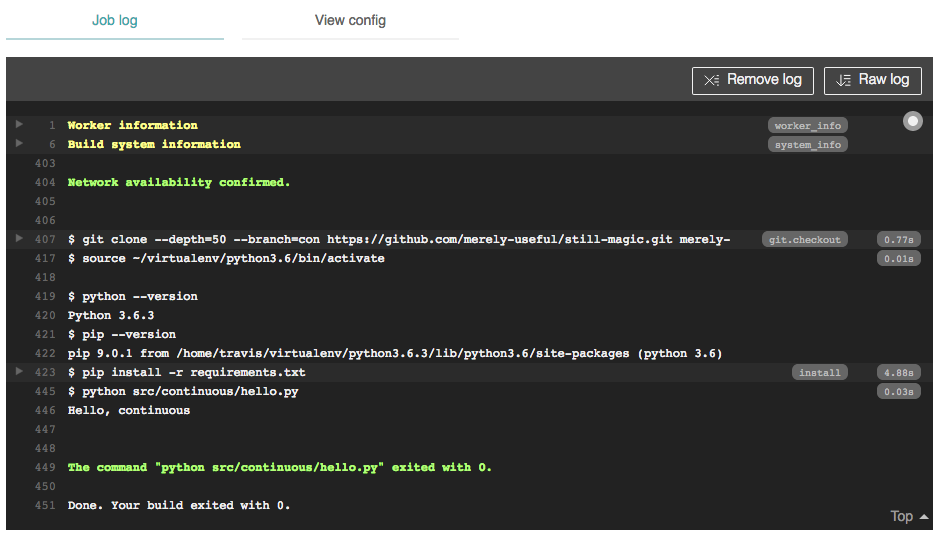 Job log View config
Remove log Raw log
1 Worker information worker_info
6 Build system information system_info
403
404 Network availability confirmed.
405
406
407 $ git clone --depth=50 --branch=con https://github.com/merely-useful/still-magic.git merely- git.checkout 0.77s
417 $ source ~/virtualenv/python3.6/bin/activate 0.01s
418
419 $ python --version
420 Python 3.6.3
421 $ pip --version
422 pip 9.0.1 from /home/travis/virtualenv/python3.6.3/lib/python3.6/site-packages (python 3.6)
423 $ pip install -r requirements.txt install 4.88s
445 $ python src/continuous/hello.py 0.03s
446 Hello, continuous
447
448
449 The command "python src/continuous/hello.py" exited with 0.
450
451 Done. Your build exited with 0.
Top